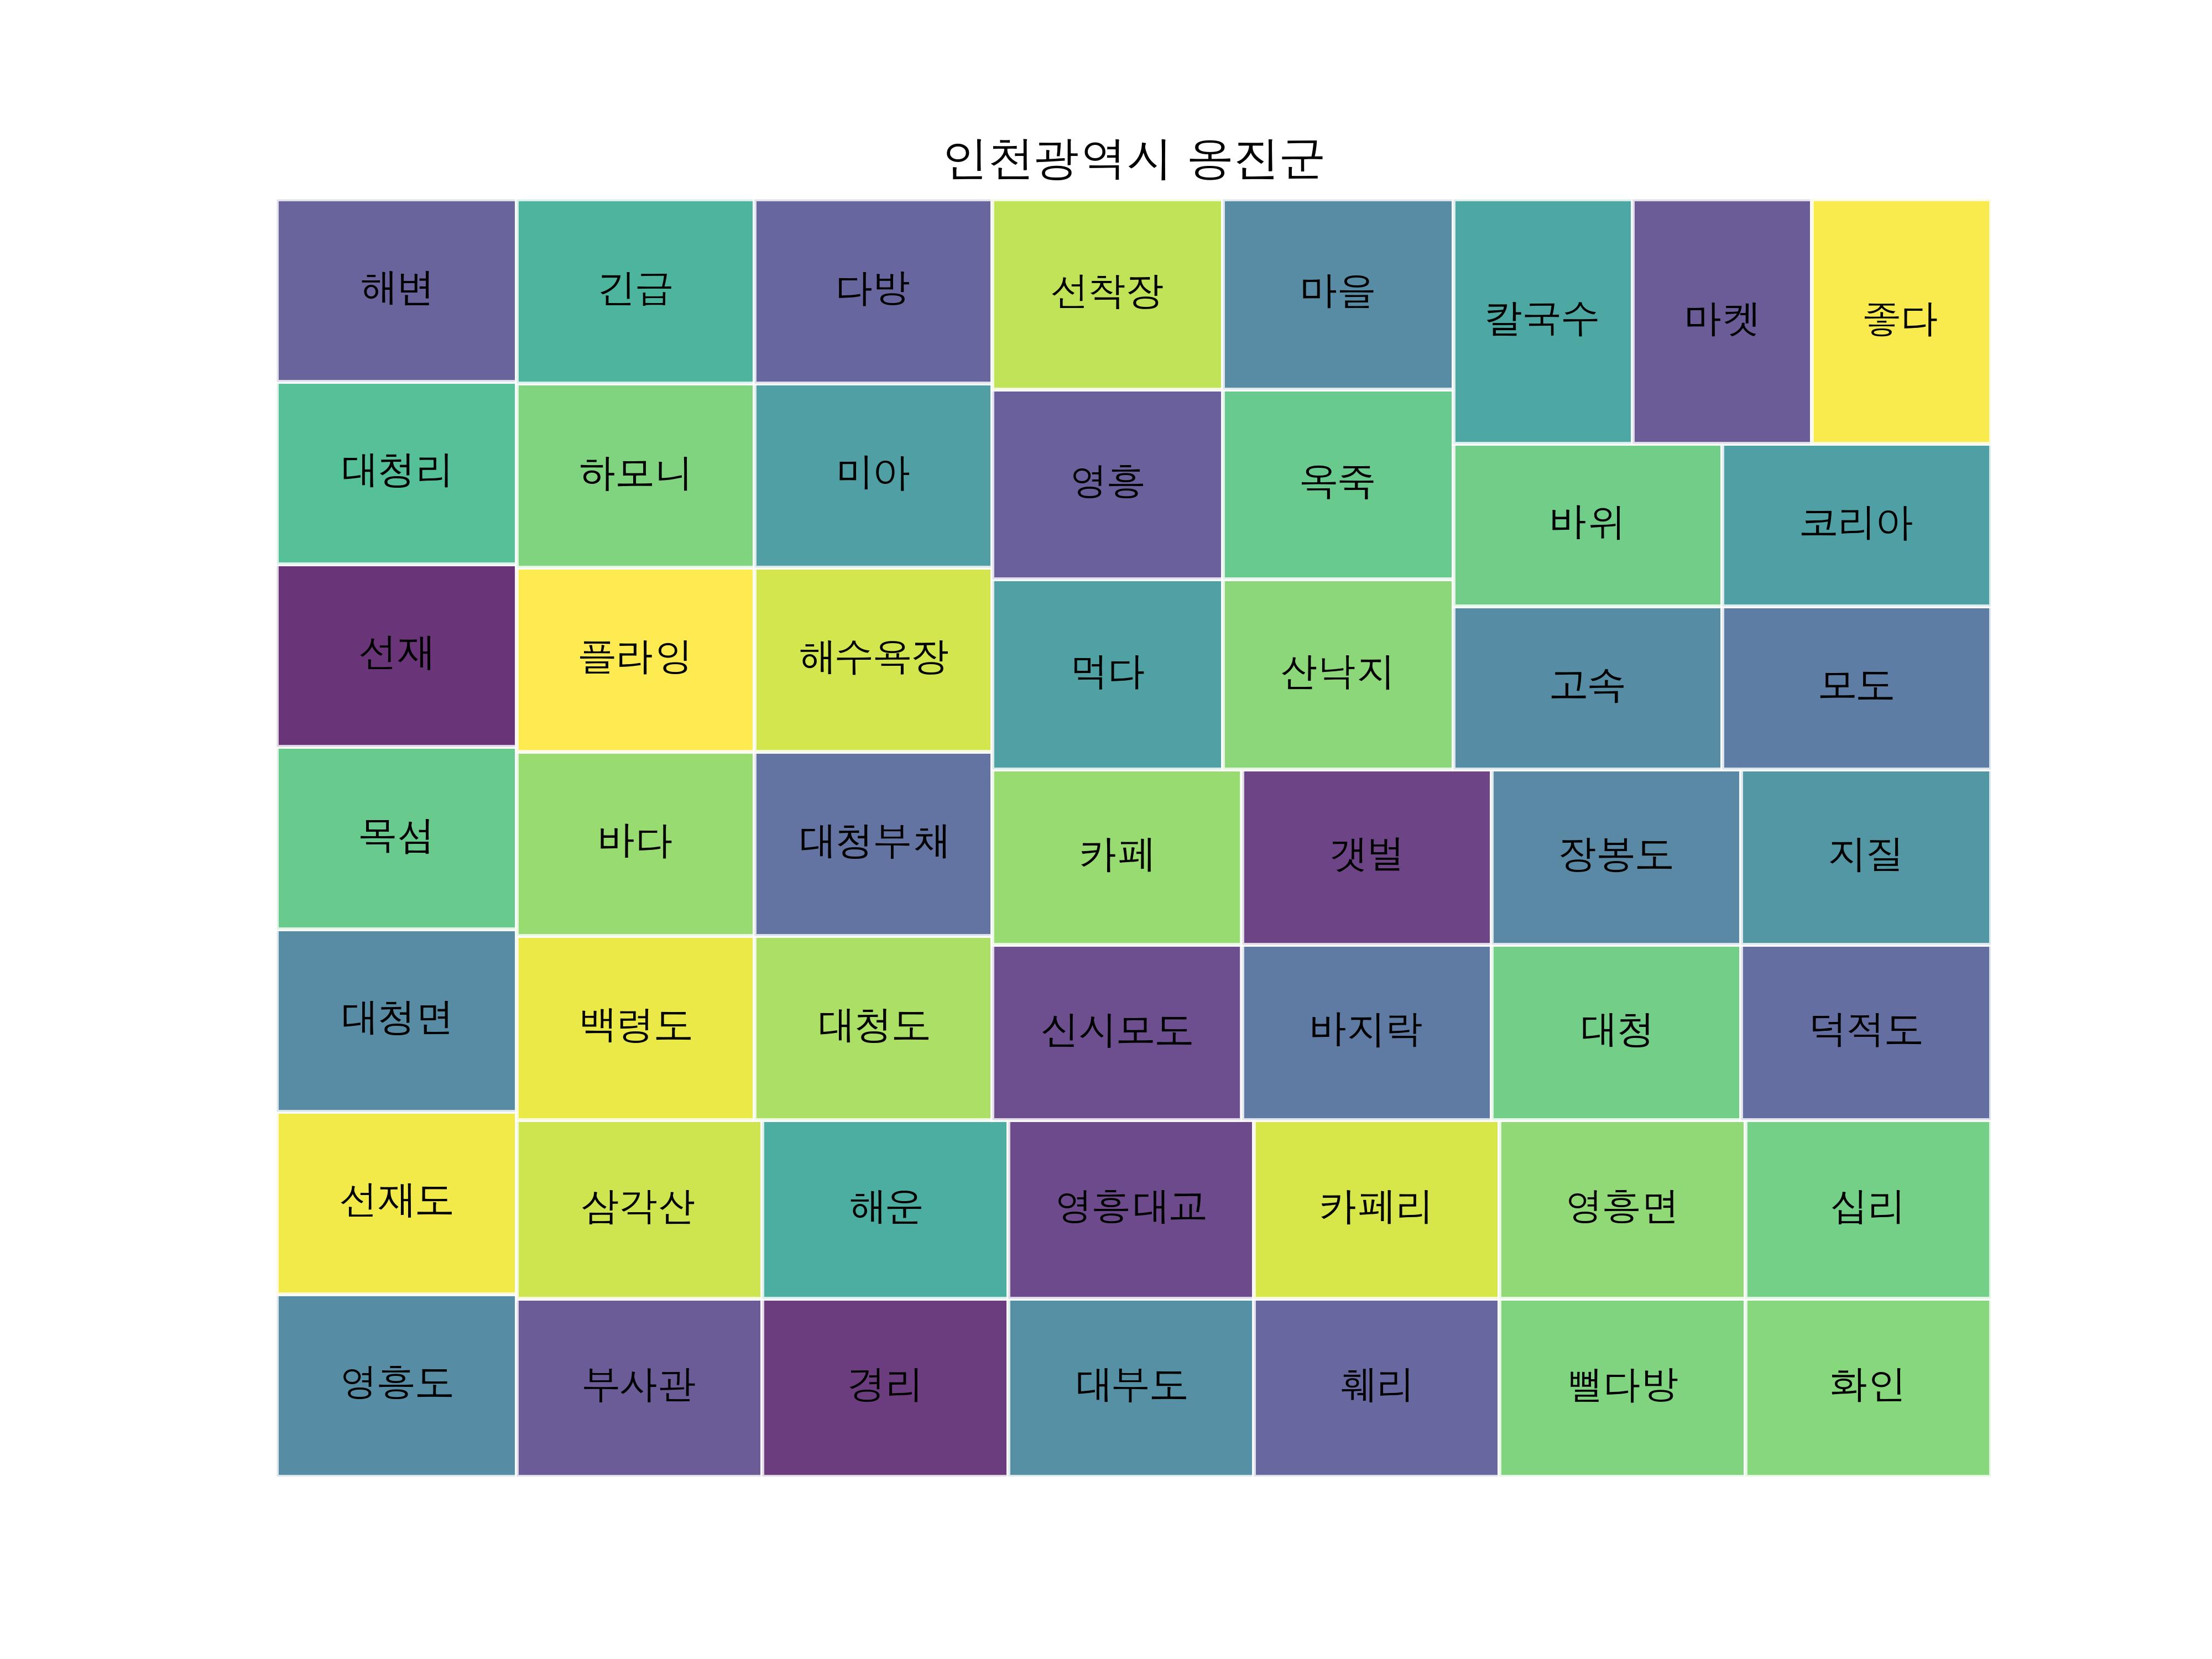 인천광역시 옹진군
해변 긴급 다방 선착장 마을 칼국수 마켓 좋다
대청리 하모니 미아 영흥 옥죽 바위 코리아
선재 플라잉 해수욕장 먹다 산낙지 고속 모도
목섬 바다 대청부채 카페 갯벌 장봉도 지질
대청면 백령도 대청도 신시모도 바지락 대청 덕적도
선재도 삼각산 해운 영흥대교 카페리 영흥면 십리
영흥도 부사관 경리 대부도 훼리 뻘다방 화인